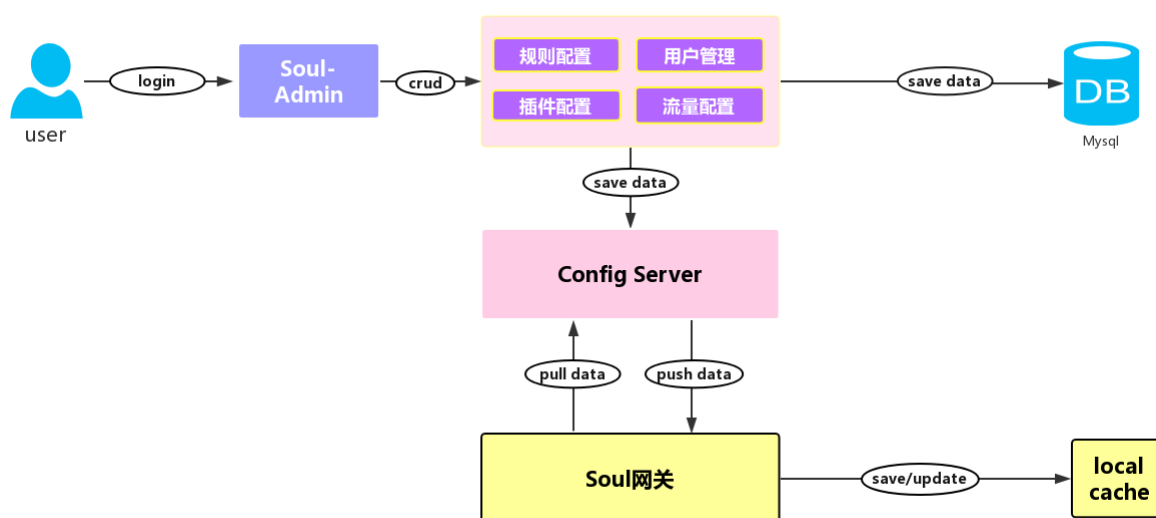 user
login
Soul-
Admin
crud
规则配置
用户管理
插件配置
流量配置
save data
DB
Mysql
save data
Config Server
pull data
push data
Soul网关
save/update
local
cache